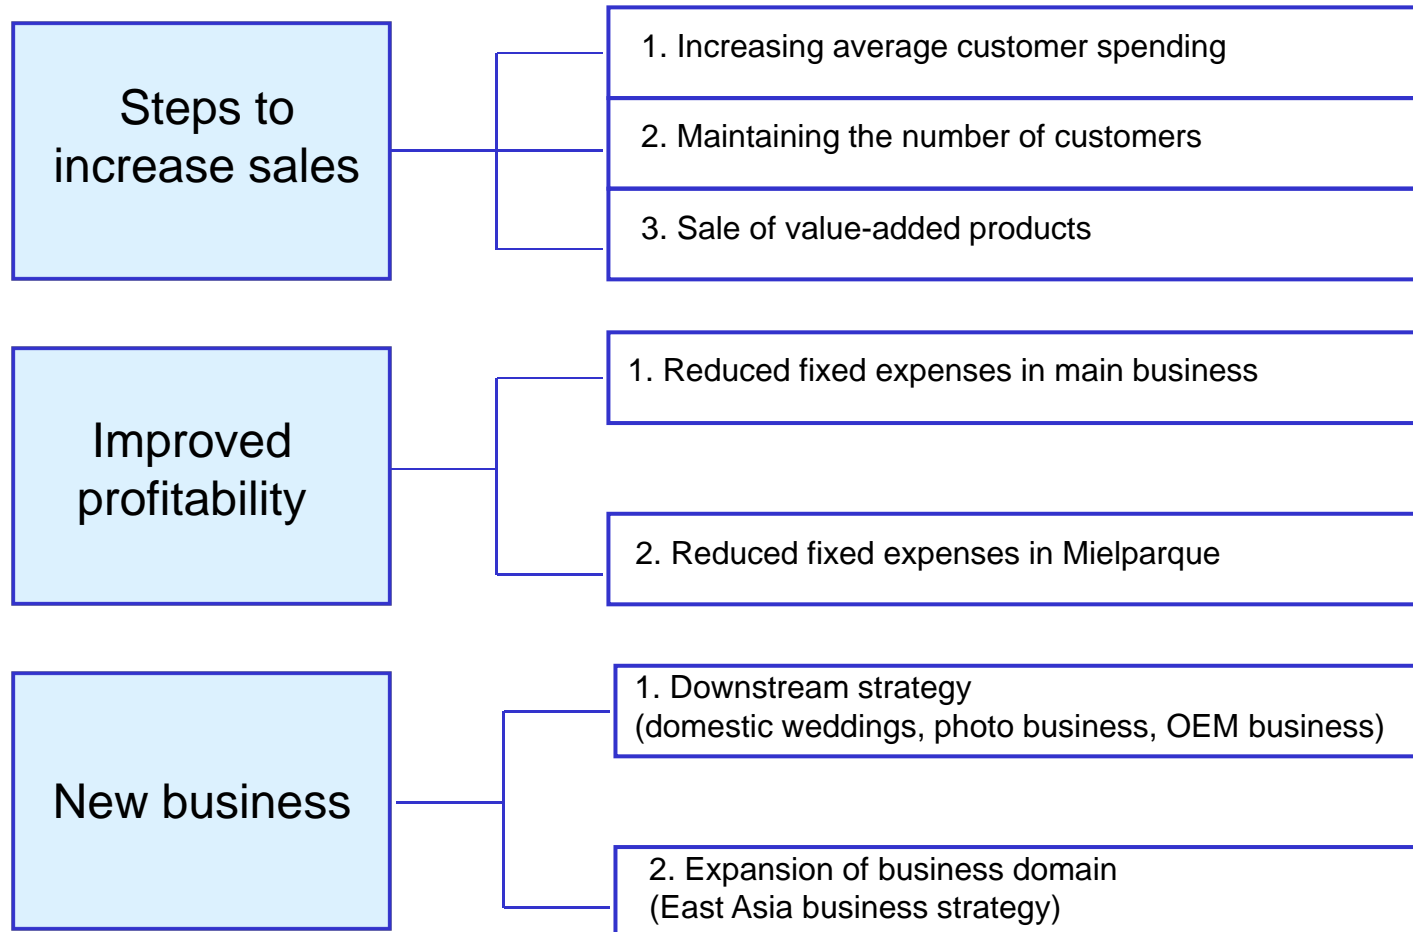 Steps to
increase sales
1. Increasing average customer spending
2. Maintaining the number of customers
3. Sale of value-added products
Improved
profitability
1. Reduced fixed expenses in main business
2. Reduced fixed expenses in Mielparque
New business
1. Downstream strategy
(domestic weddings, photo business, OEM business)
2. Expansion of business domain
(East Asia business strategy)